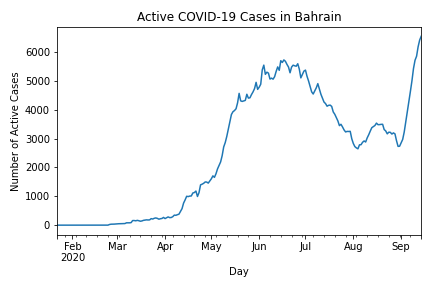 Active COVID-19 Cases in Bahrain
Number of Active Cases
6000
5000
4000
3000
2000
1000
0
Feb Mar Apr May Jun Jul Aug Sep
2020
Day